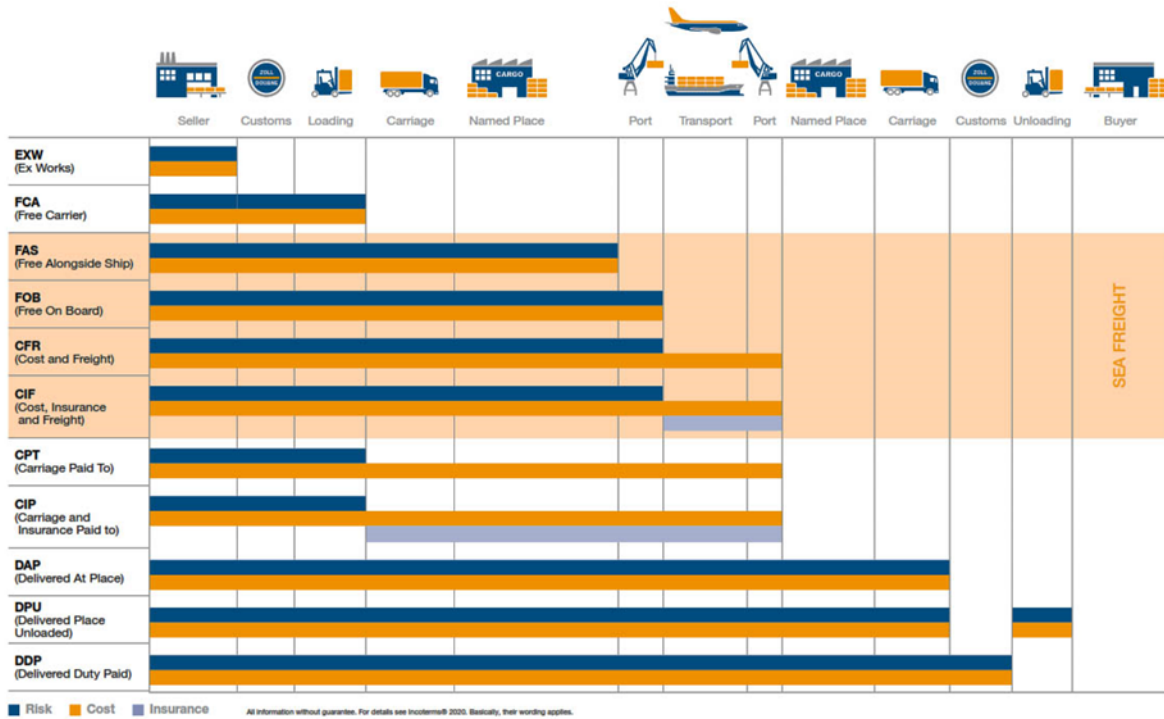 ZOLL
DOUANE
CARGO
CARGO
ZOLL
DOUANE
Seller
Customs
Loading
Carriage
Named Place
Port
Transport
Port
Named Place
Carriage
Customs
Unloading
Buyer
EXW
(Ex Works)
FCA
(Free Carrier)
FAS
(Free Alongside Ship)
FOB
(Free On Board)
CFR
(Cost and Freight)
CIF
(Cost, Insurance
and Freight)
SEA FREIGHT
CPT
(Carriage Paid To)
CIP
(Carriage and
Insurance Paid to)
DAP
(Delivered At Place)
DPU
(Delivered Place
Unloaded)
DDP
(Delivered Duty Paid)
Risk
Cost
Insurance
All information without guarantee. For details see Incoterms® 2020. Basically, their wording applies.